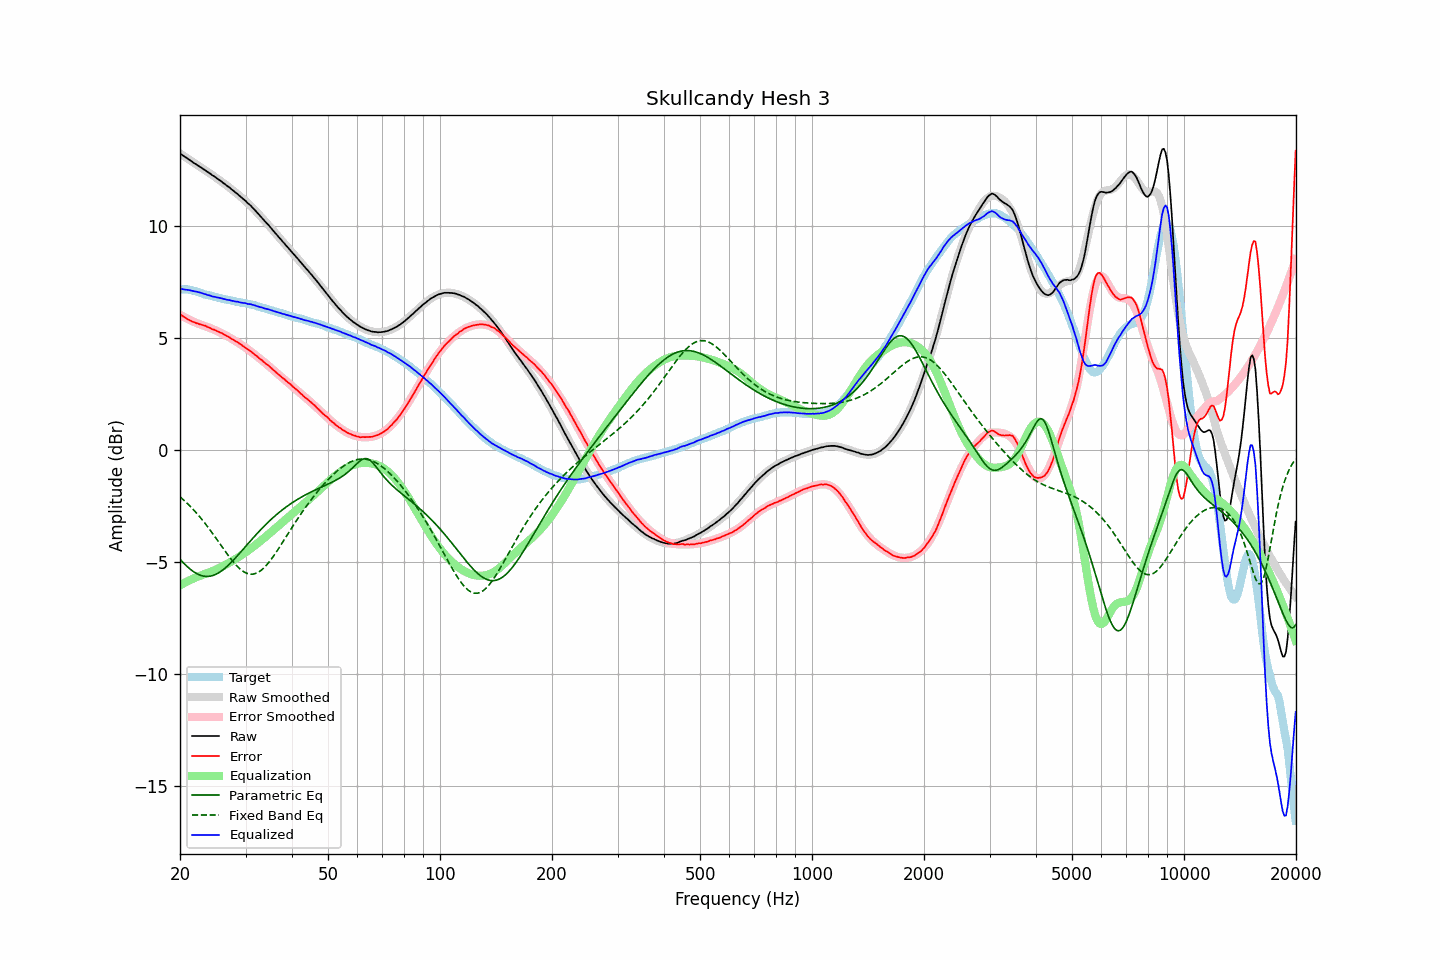 Skullcandy Hesh 3
Amplitude (dBr)
10
5
0
−5
−10
−15
Target
Raw Smoothed
Error Smoothed
Raw
Error
Equalization
Parametric Eq
Fixed Band Eq
Equalized
20 50 100 200 500 1000 2000 5000 10000 20000
Frequency (Hz)